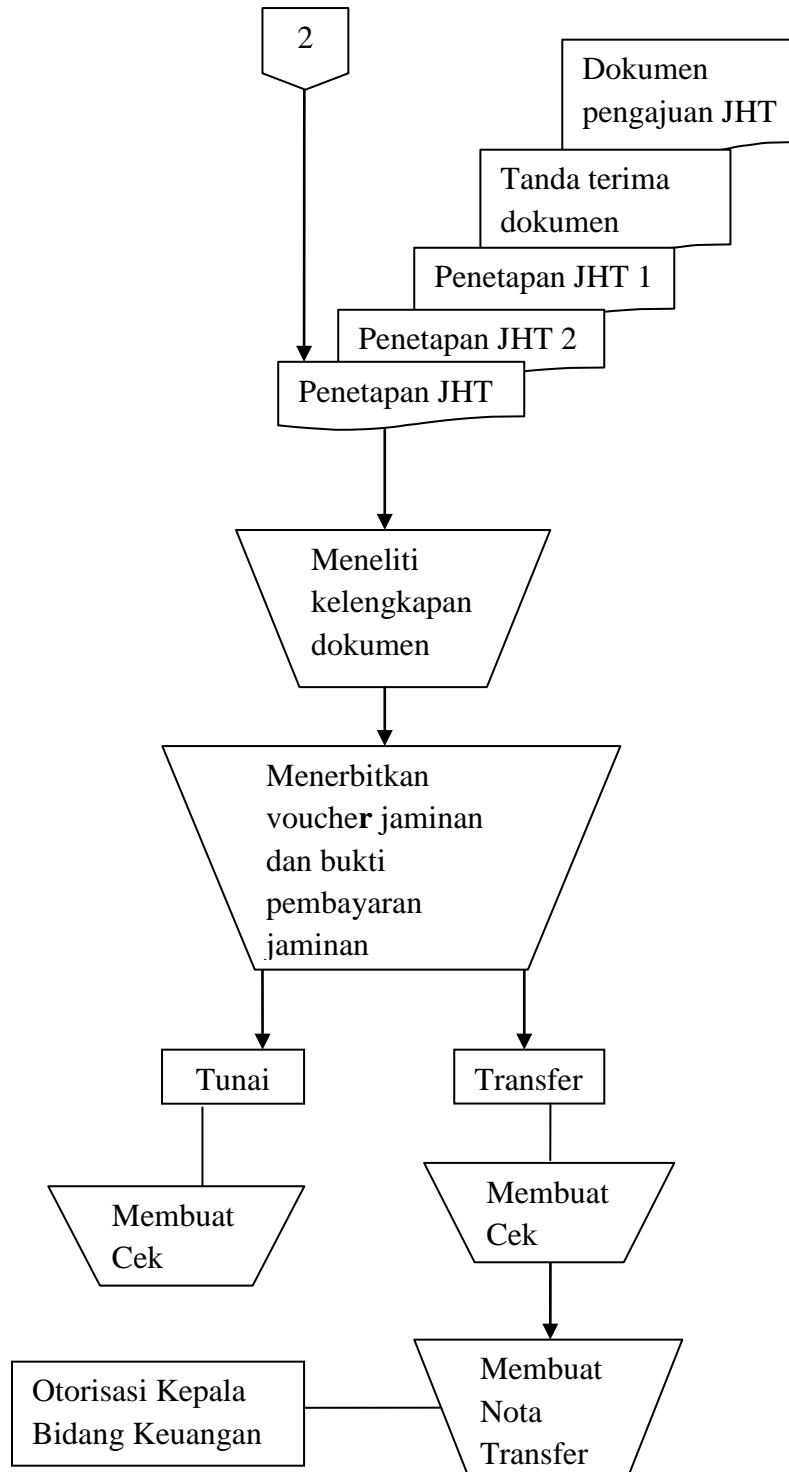 2
Dokumen
pengajuan JHT
Tanda terima
dokumen
Penetapan JHT 1
Penetapan JHT 2
Penetapan JHT
Meneliti
kelengkapan
dokumen
Menerbitkan
voucher jaminan
dan bukti
pembayaran
jaminan
Tunai
Transfer
Membuat
Cek
Membuat
Cek
Otorisasi Kepala
Bidang Keuangan
Membuat
Nota
Transfer